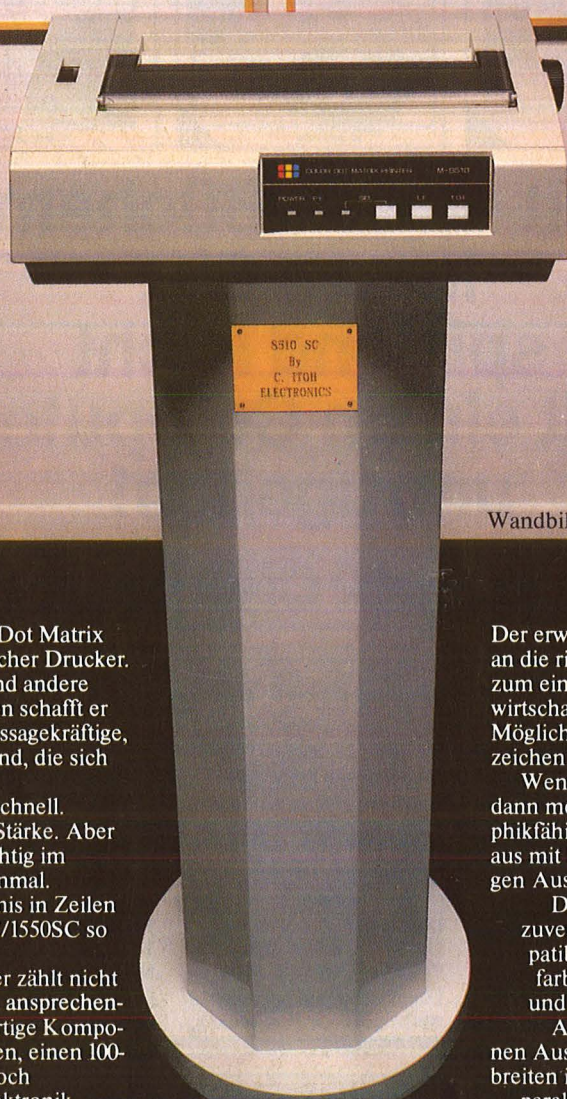 COLOR DOT MATRIX PRINTER M-8510
POWER PE SEL LF TOF
8510 SC
By
C. ITOH
ELECTRONICS
Wandbil
Dot Matrix
cher Drucker.
nd andere
n schafft er
ssagekräftige,
nd, die sich
chnell.
Stärke. Aber
htig im
nmal.
nis in Zeilen
/1550SC so
er zählt nicht
ansprechen-
rtige Kompo-
en, einen 100-
och
Der erw
an die ri
zum ein
wirtscha
Möglich
zeichen
Wen
dann me
phikfähi
aus mit
gen Aus
D
zuve
patib
farb
und
A
nen Aus
breiten i